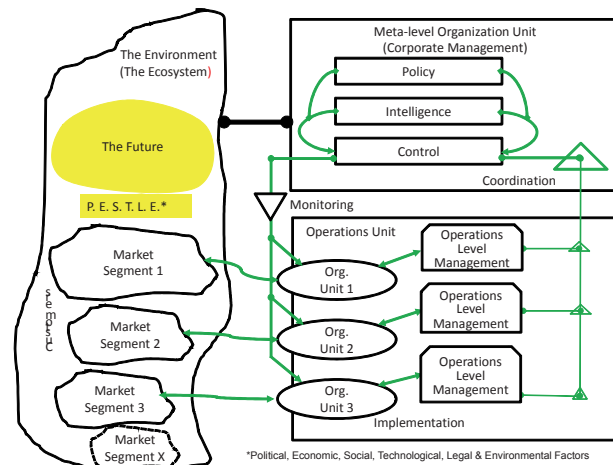 The Environment
(The Ecosystem)
The Future
P. E. S. T. L. E.*
Market
Segment 1
Market
Segment 2
Market
Segment 3
Market
Segment X
Customers
Meta-level Organization Unit
(Corporate Management)
Policy
Intelligence
Control
Coordination
Monitoring
Operations Unit
Org.
Unit 1
Org.
Unit 2
Org.
Unit 3
Operations
Level
Management
Operations
Level
Management
Operations
Level
Management
Implementation
*Political, Economic, Social, Technological, Legal & Environmental Factors